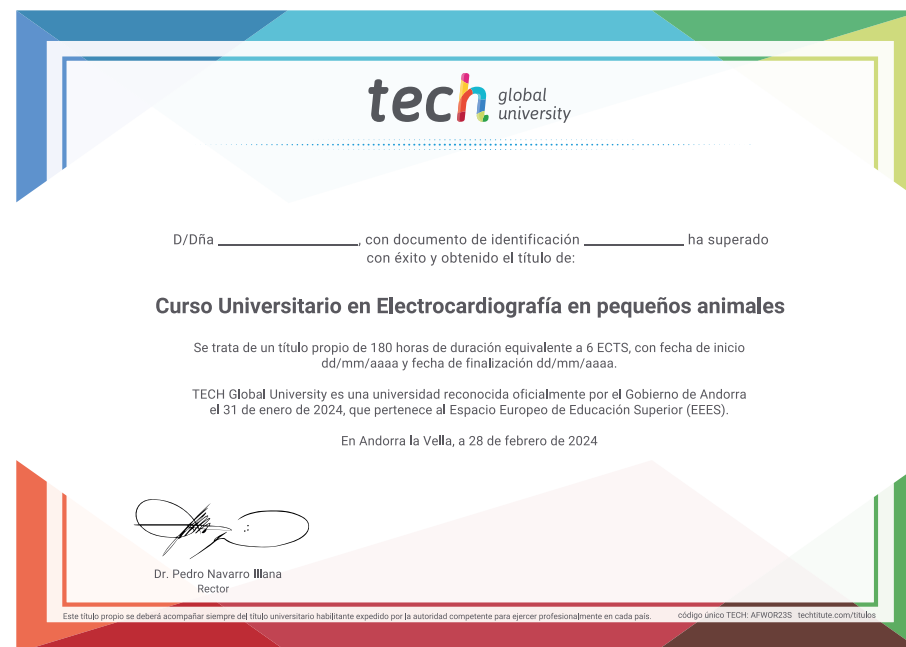 tech global university
D/Dña ____________________, con documento de identificación ______________ ha superado
con éxito y obtenido el título de:
Curso Universitario en Electrocardiografía en pequeños animales
Se trata de un título propio de 180 horas de duración equivalente a 6 ECTS, con fecha de inicio
dd/mm/aaaa y fecha de finalización dd/mm/aaaa.
TECH Global University es una universidad reconocida oficialmente por el Gobierno de Andorra
el 31 de enero de 2024, que pertenece al Espacio Europeo de Educación Superior (EEES).
En Andorra la Vella, a 28 de febrero de 2024
Dr. Pedro Navarro Illana
Rector
Este título propio se deberá acompañar siempre del título universitario habilitante expedido por la autoridad competente para ejercer profesionalmente en cada país. código único TECH: AFWOR23S techtitute.com/titulos